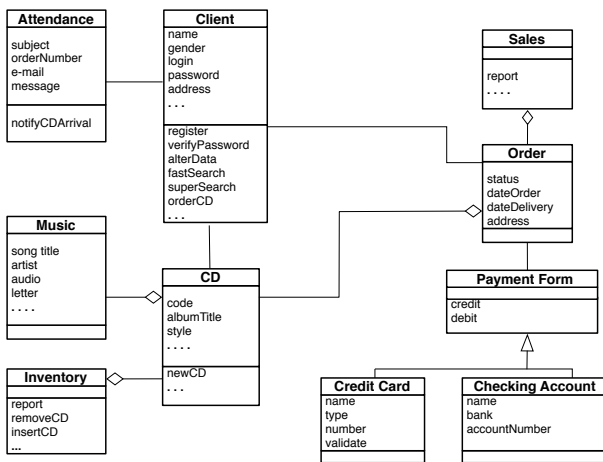 Attendance
subject
orderNumber
e-mail
message
notifyCDArrival
Client
name
gender
login
password
address
. . .
register
verifyPassword
alterData
fastSearch
superSearch
orderCD
. . .
Sales
report
. . . .
Order
status
dateOrder
dateDelivery
address
Music
song title
artist
audio
letter
. . . .
CD
code
albumTitle
style
. . . .
newCD
. . .
Payment Form
credit
debit
Inventory
report
removeCD
insertCD
...
Credit Card
name
type
number
validate
Checking Account
name
bank
accountNumber